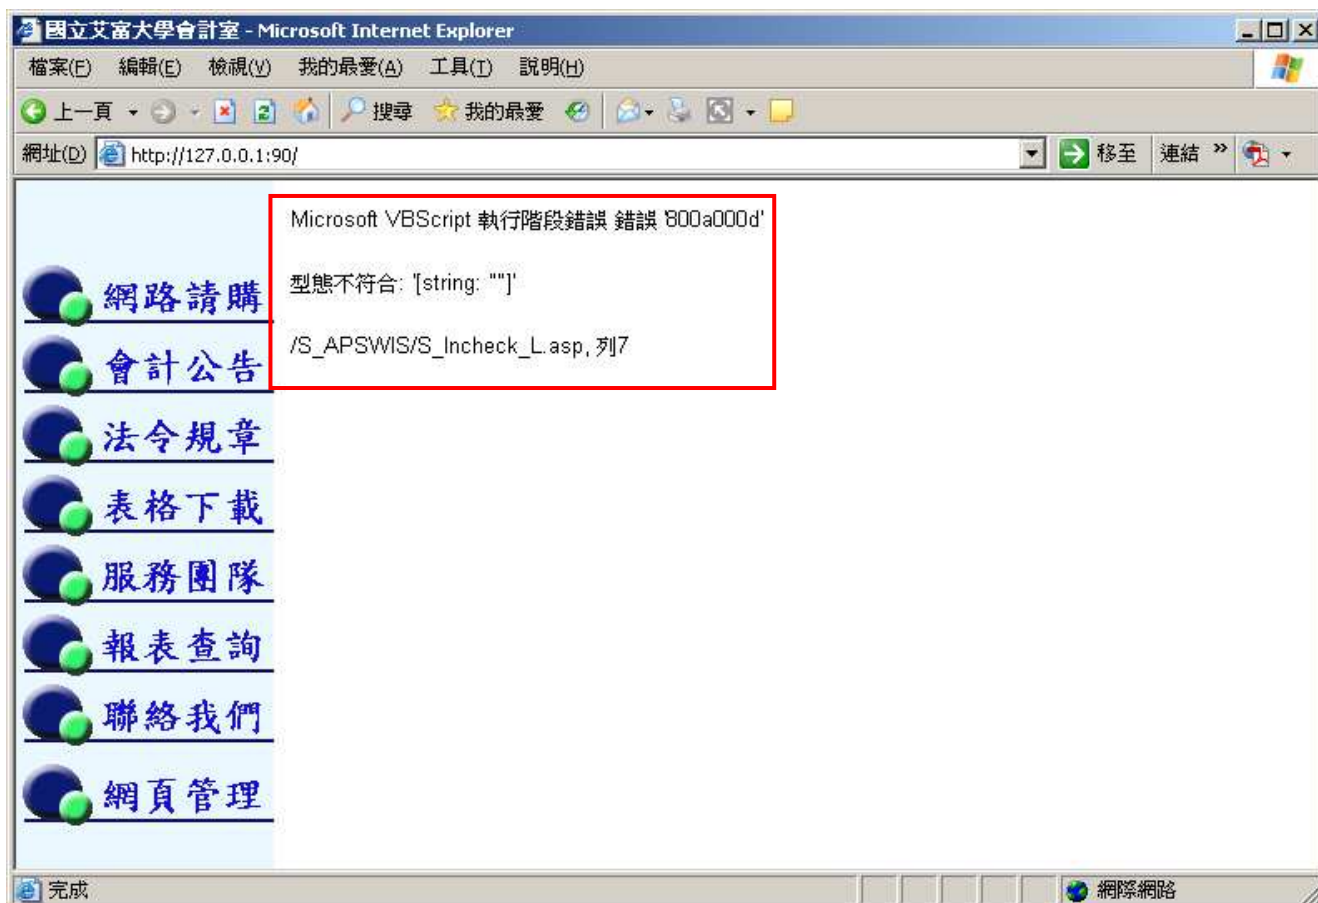 國立艾富大學會計室 - Microsoft Internet Explorer
檔案(F) 編輯(E) 檢視(V) 我的最愛(A) 工具(T) 說明(H)
上一頁 搜尋 我的最愛
網址(D) http://127.0.0.1:90/ 移至 連結 »
Microsoft VBScript 執行階段錯誤 錯誤 '800a000d'
型態不符合: '[string: ""]'
/S_APSWIS/S_Incheck_L.asp, 列7
網路請購
會計公告
法令規章
表格下載
服務團隊
報表查詢
聯絡我們
網頁管理
完成 網際網路